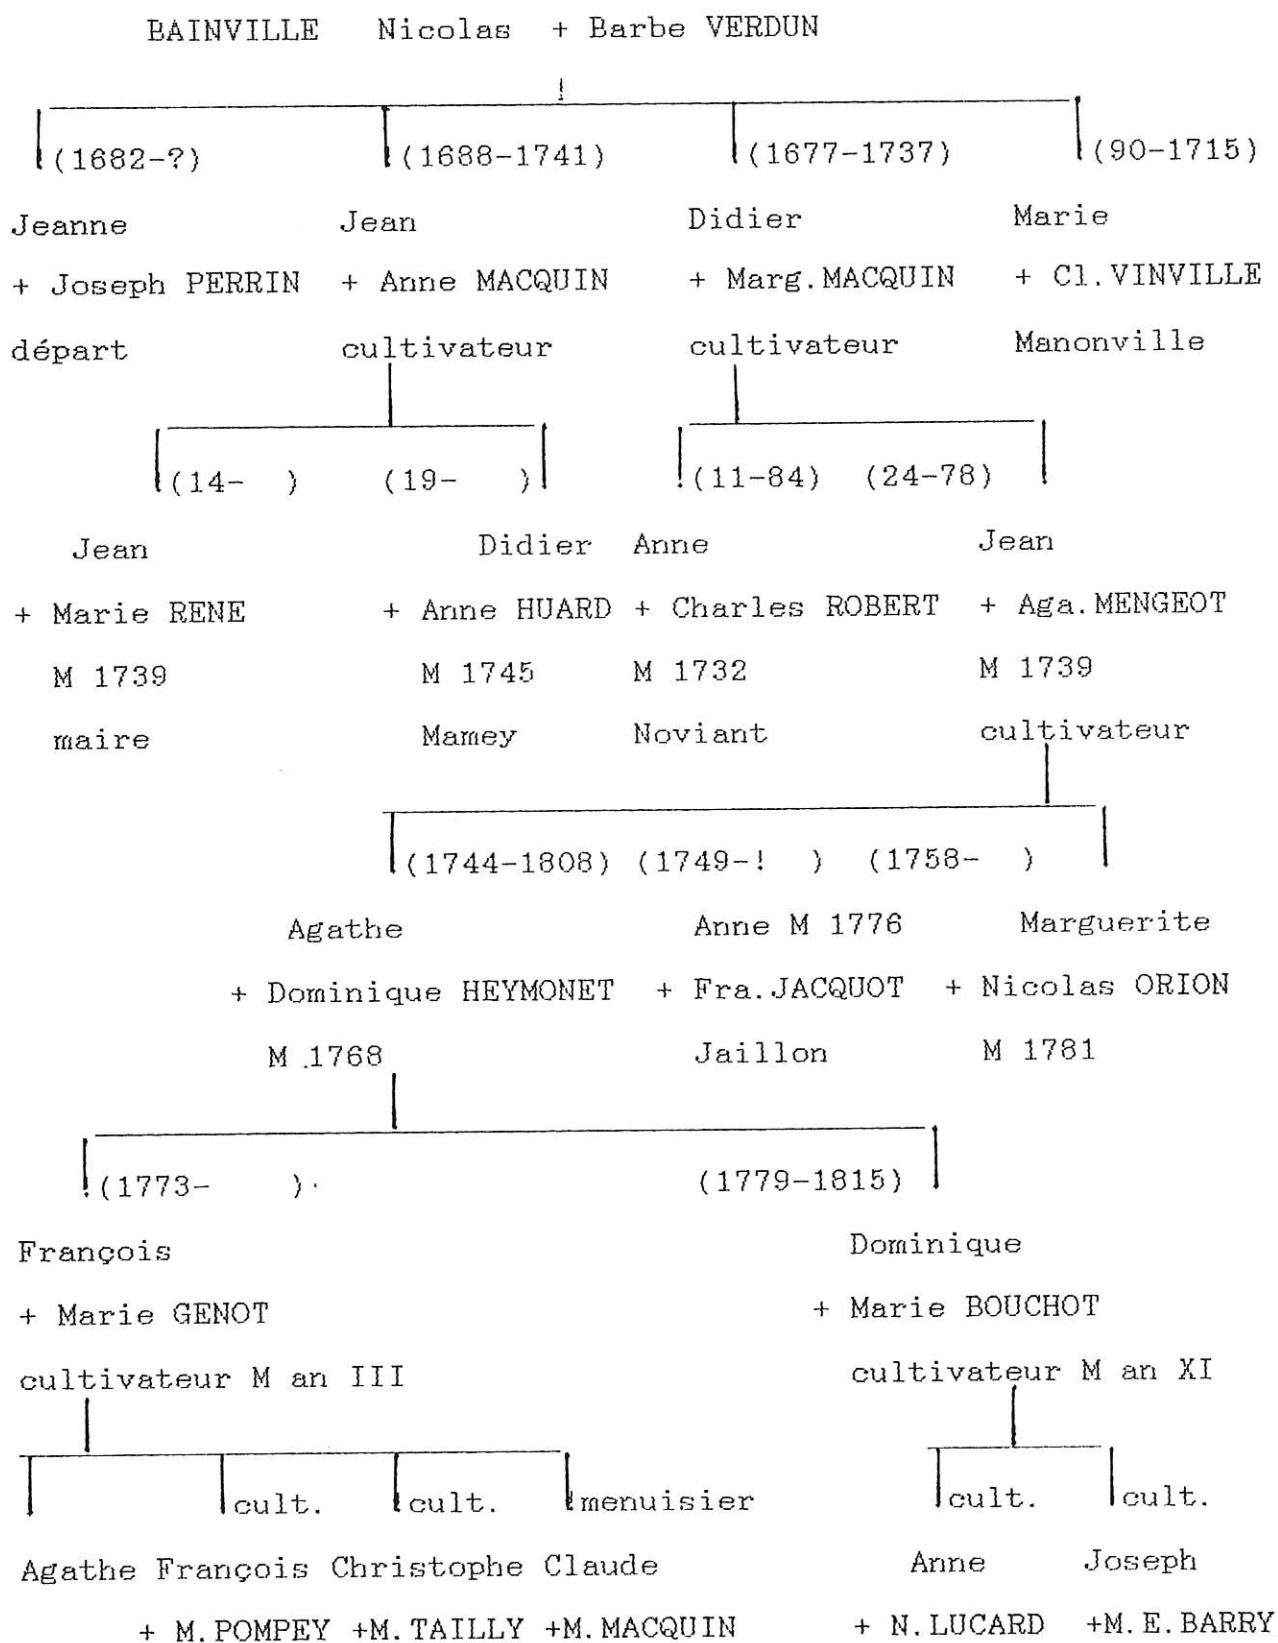 BAINVILLE Nicolas + Barbe VERDUN
(1682-?) (1688-1741) (1677-1737) (90-1715)
Jeanne Jean Didier Marie
+ Joseph PERRIN + Anne MACQUIN + Marg.MACQUIN + Cl.VINVILLE
départ cultivateur cultivateur Manonville
(14- ) (19- ) (11-84) (24-78)
Jean Didier Anne Jean
+ Marie RENE + Anne HUARD + Charles ROBERT + Aga.MENGEOT
M 1739 M 1745 M 1732 M 1739
maire Mamey Noviant cultivateur
(1744-1808) (1749-! ) (1758- )
Agathe Anne M 1776 Marguerite
+ Dominique HEYMONET + Fra.JACQUOT + Nicolas ORION
M .1768 Jaillon M 1781
(1773- ) (1779-1815)
François Dominique
+ Marie GENOT + Marie BOUCHOT
cultivateur M an III cultivateur M an XI
cult. cult. menuisier cult. cult.
Agathe François Christophe Claude Anne Joseph
+ M.POMPEY +M.TAILLY +M.MACQUIN + N.LUCARD +M.E.BARRY